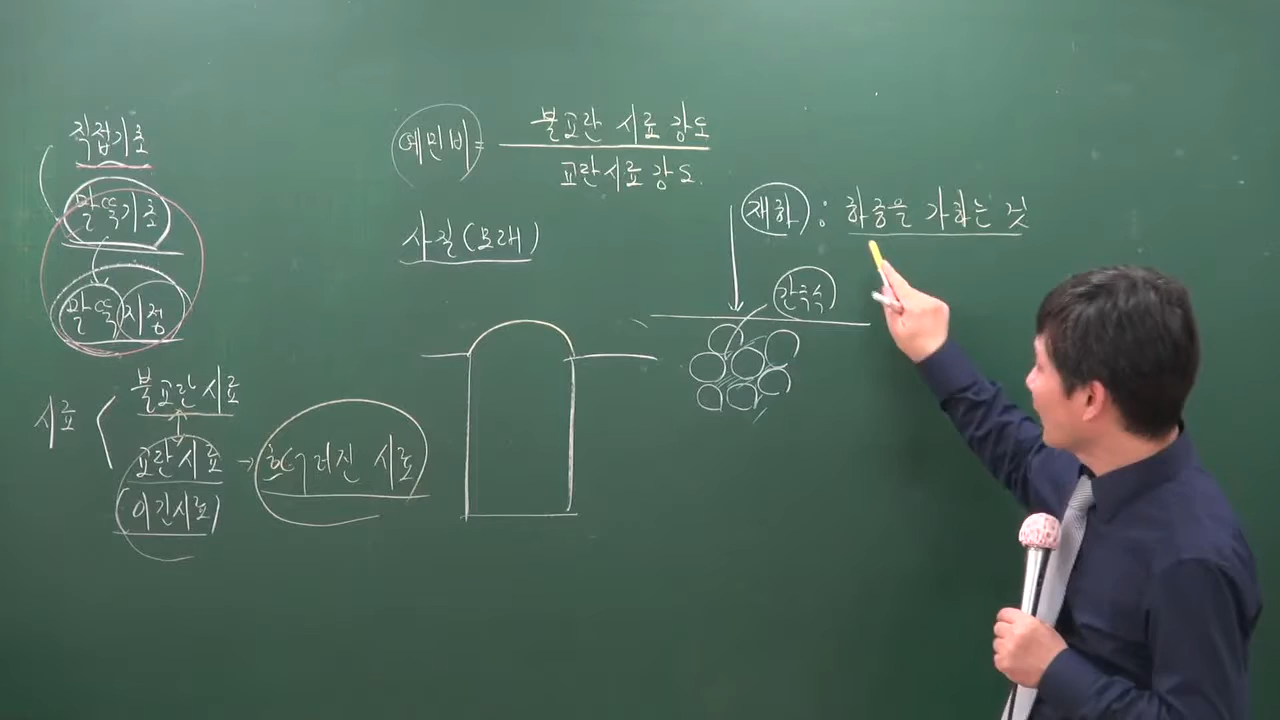 직접기초
말뚝기초
말뚝지정
시료
불교란 시료
교란시료
(이긴시료)
→ 흐터러진 시료
예민비 =
불교란 시료 강도
교란시료 강도.
사질(모래)
재하 : 하중을 가하는 것
간극수